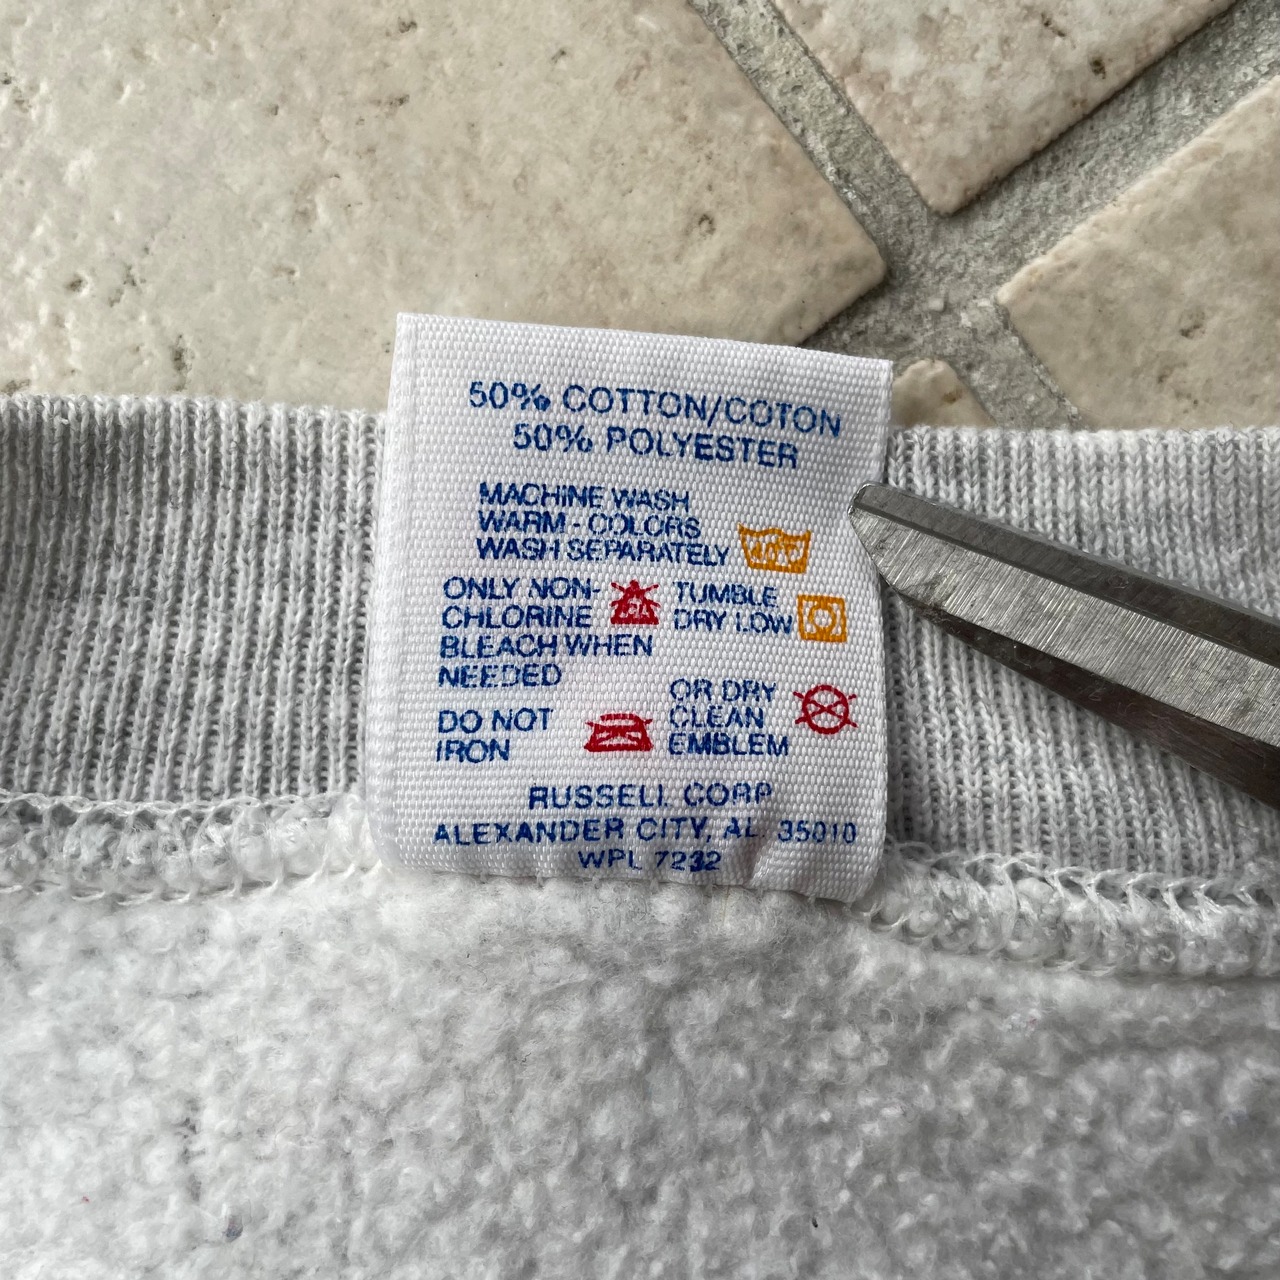 50% COTTON/COTON
50% POLYESTER
MACHINE WASH
WARM - COLORS
WASH SEPARATELY
ONLY NON-
CHLORINE
BLEACH WHEN
NEEDED
TUMBLE
DRY LOW
DO NOT
IRON
OR DRY
CLEAN
EMBLEM
RUSSELL CORP
ALEXANDER CITY, AL 35010
WPL 7232